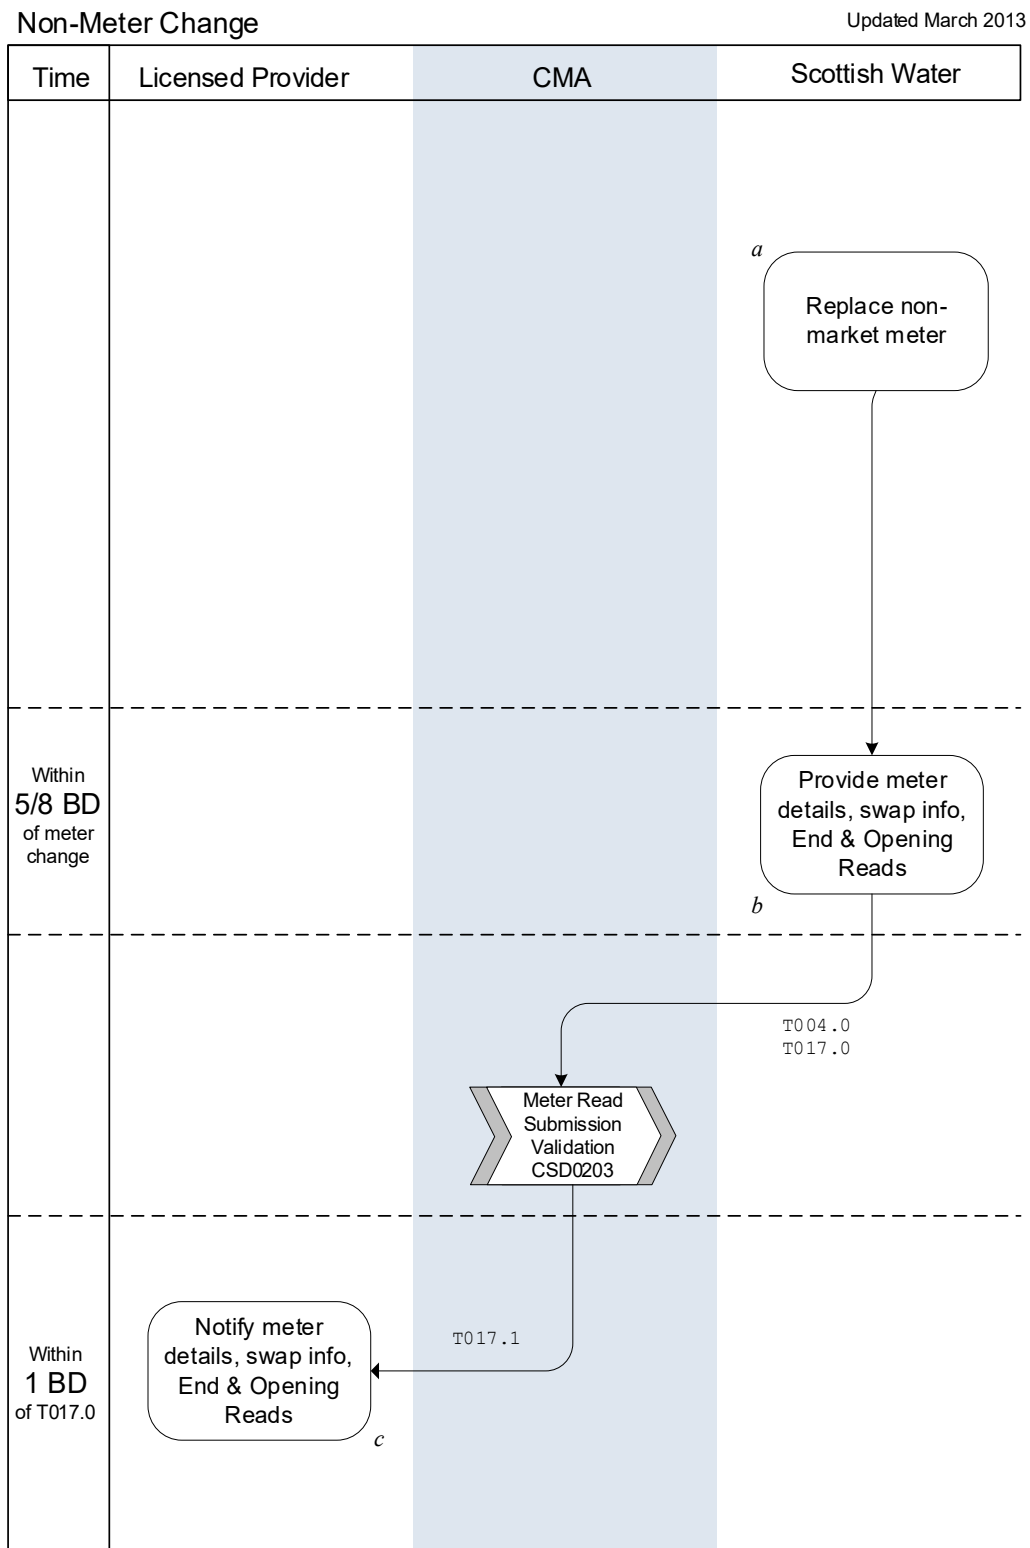 Non-Meter Change
Updated March 2013
Time
Licensed Provider
CMA
Scottish Water
a
Replace non-
market meter
Within
5/8 BD
of meter
change
Provide meter
details, swap info,
End & Opening
Reads
b
T004.0
T017.0
Meter Read
Submission
Validation
CSD0203
Within
1 BD
of T017.0
Notify meter
details, swap info,
End & Opening
Reads
c
T017.1